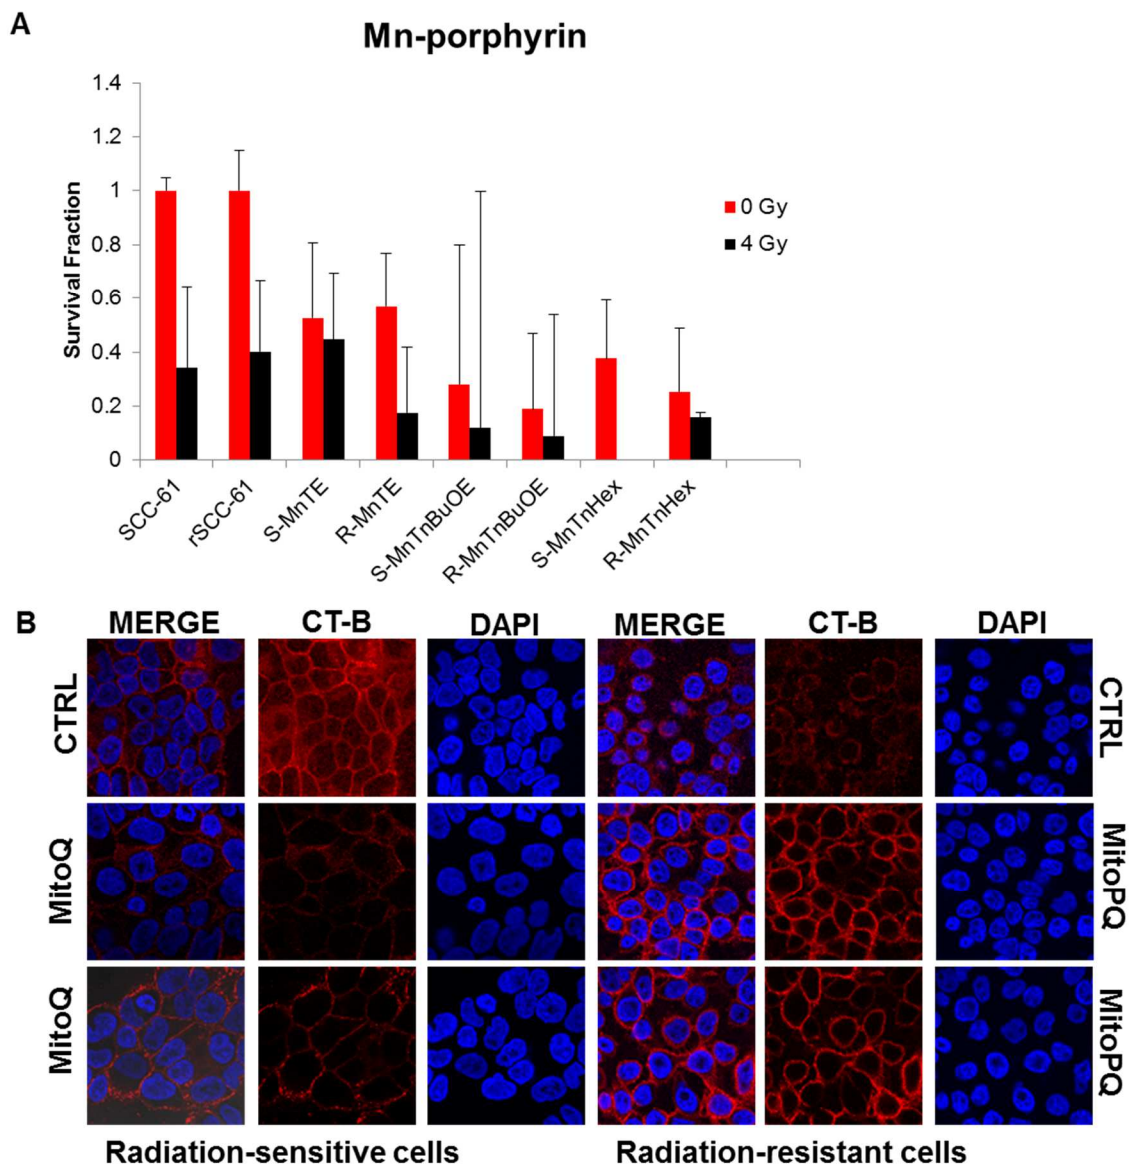 A
Mn-porphyrin
1.4
1.2
1
0.8
0.6
0.4
0.2
0
Survival Fraction
0 Gy
4 Gy
SCC-61
rSCC-61
S-MnTE
R-MnTE
S-MnTnBuOE
R-MnTnBuOE
S-MnTnHex
R-MnTnHex
B
MERGE CT-B DAPI MERGE CT-B DAPI
CTRL CTRL
MitoQ MitoPQ
MitoQ MitoPQ
Radiation-sensitive cells Radiation-resistant cells